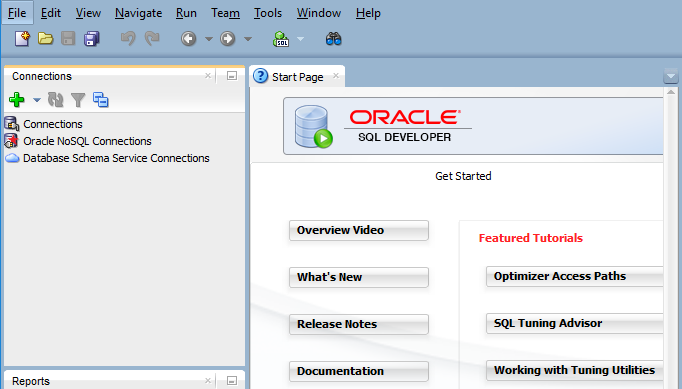 File Edit View Navigate Run Team Tools Window Help
SQL
Connections
Start Page
Connections
Oracle NoSQL Connections
Database Schema Service Connections
ORACLE
SQL DEVELOPER
Get Started
Overview Video
Featured Tutorials
What's New
Optimizer Access Paths
Release Notes
SQL Tuning Advisor
Documentation
Working with Tuning Utilities
Reports